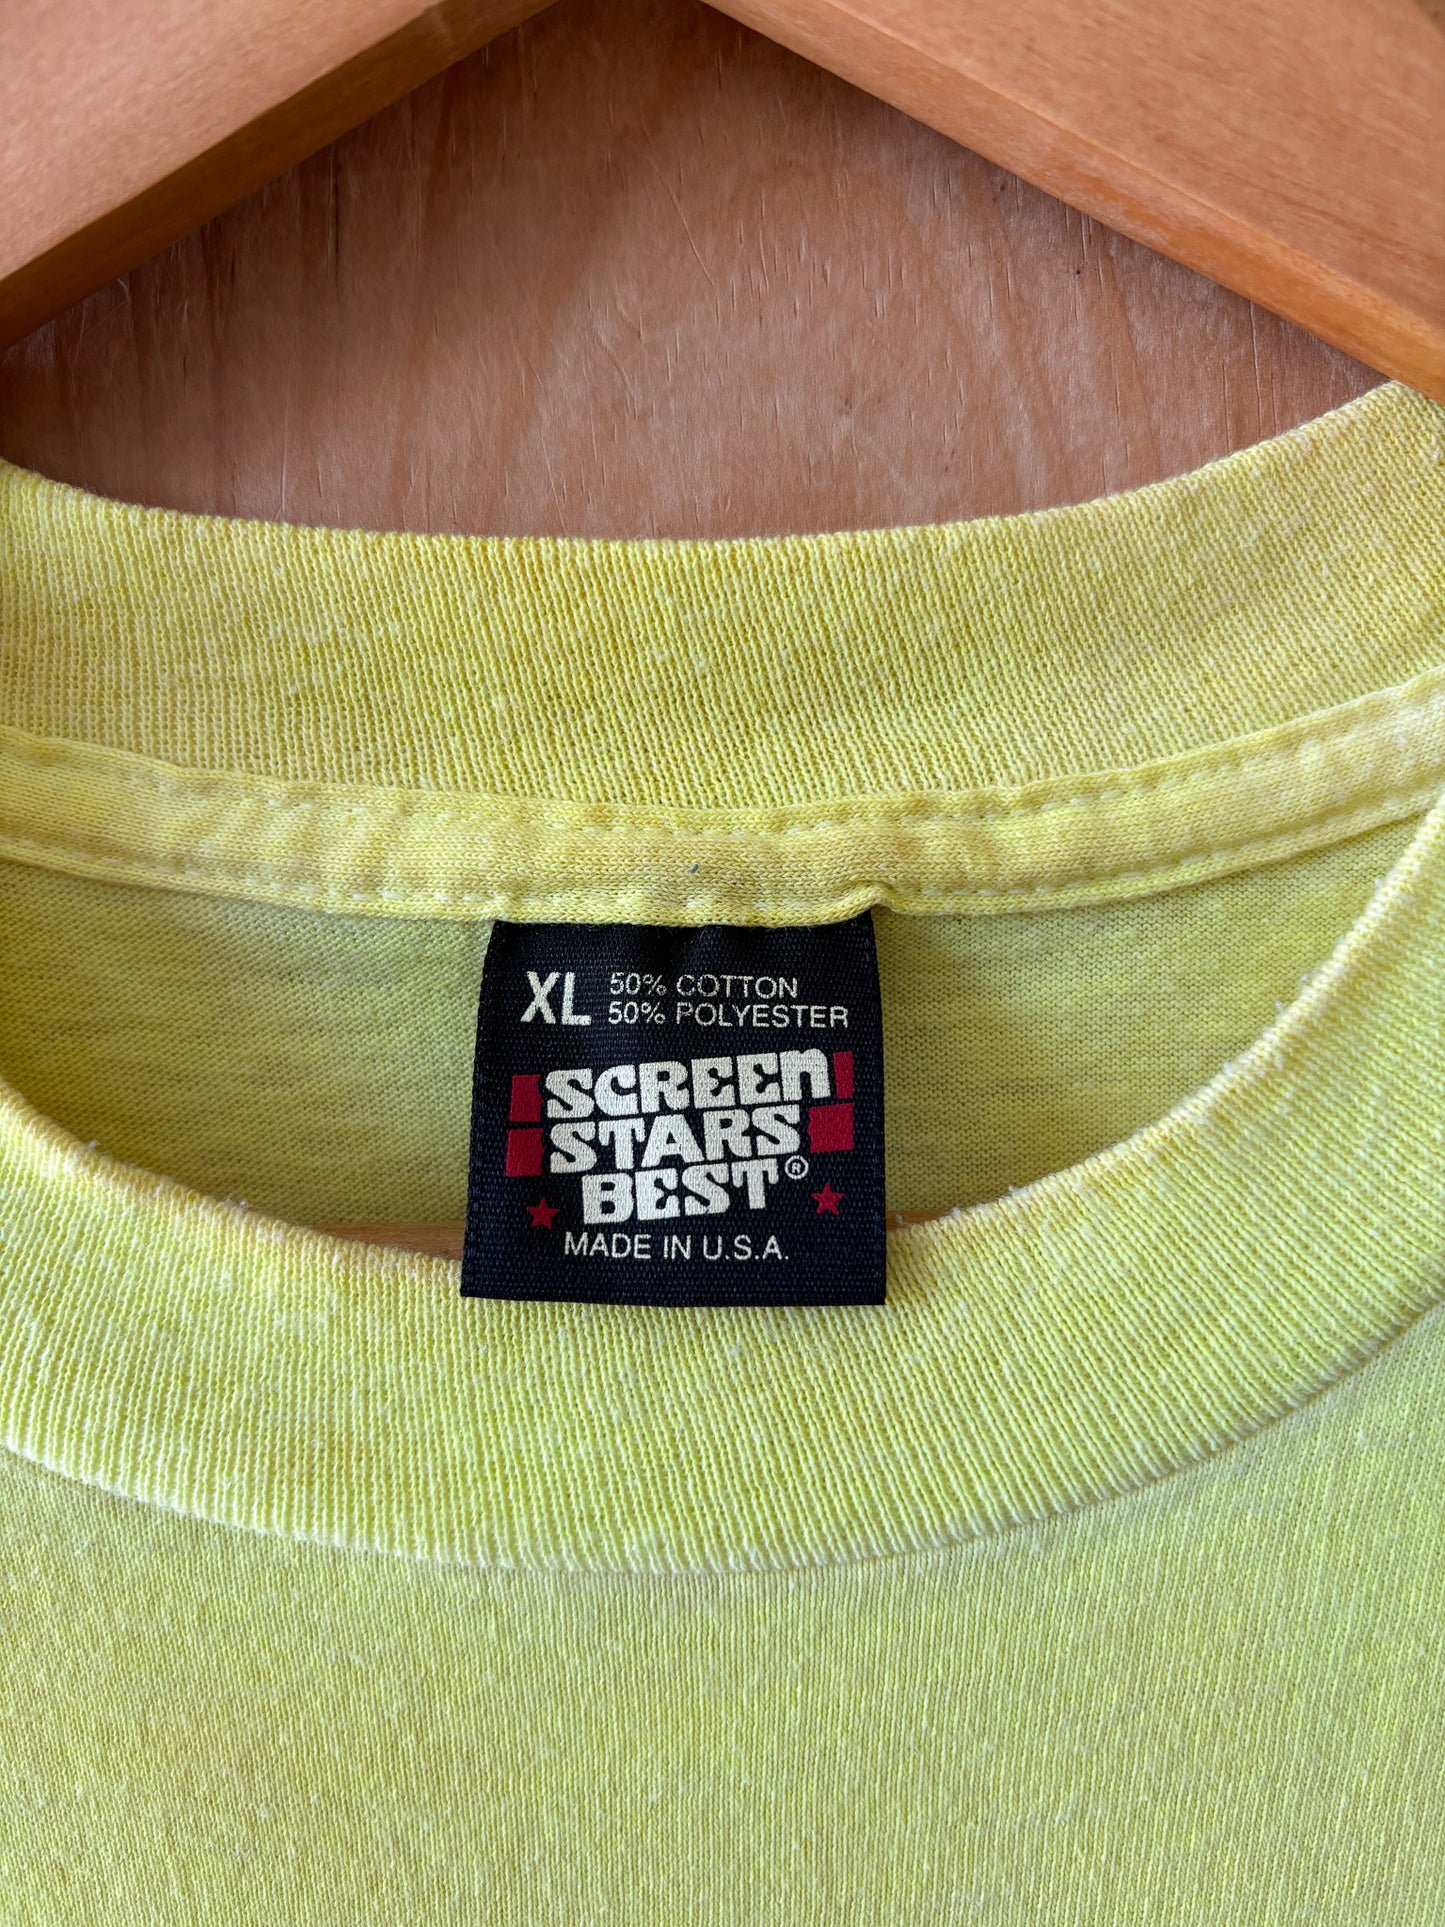 XL 50% COTTON
50% POLYESTER
SCREEN
STARS
BEST®
MADE IN U.S.A.